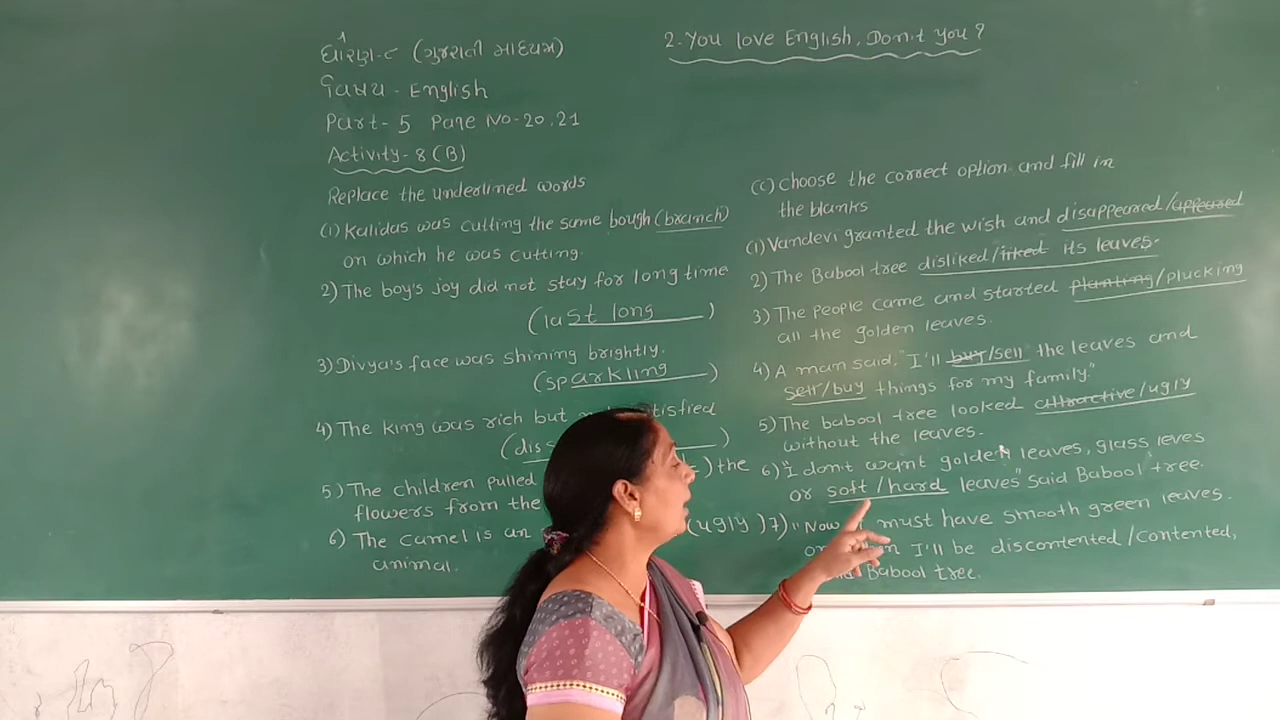 ધોરણ-૮ (ગુજરાતી માધ્યમ)
વિષય - English
Part- 5 Page No-20,21
Activity- 8 (B)
Replace the underlined words
(1) Kalidas was cutting the same bough (branch)
on which he was cutting.
2) The boy's joy did not stay for long time
(last long)
3) Divya's face was shining brightly.
(sparkling)
4) The king was rich but
(dis )
5) The children pulled ) the
flowers from the
6) The camel is an (ugly)
animal.
2. You love English, Don't you?
(C) Choose the correct option and fill in
the blanks
(1) Vandevi granted the wish and disappeared/appeared
2) The Babool tree disliked/liked its leaves.
3) The people came and started planting/plucking
all the golden leaves.
4) A man said, "I'll buy/sell the leaves and
sell/buy things for my family."
5) The babool tree looked attractive/ugly
without the leaves.
6) "I don't want golden leaves, glass leves
or soft/hard leaves" said Babool tree.
7) "Now I must have smooth green leaves.
I'll be discontented/contented,
Babool tree.